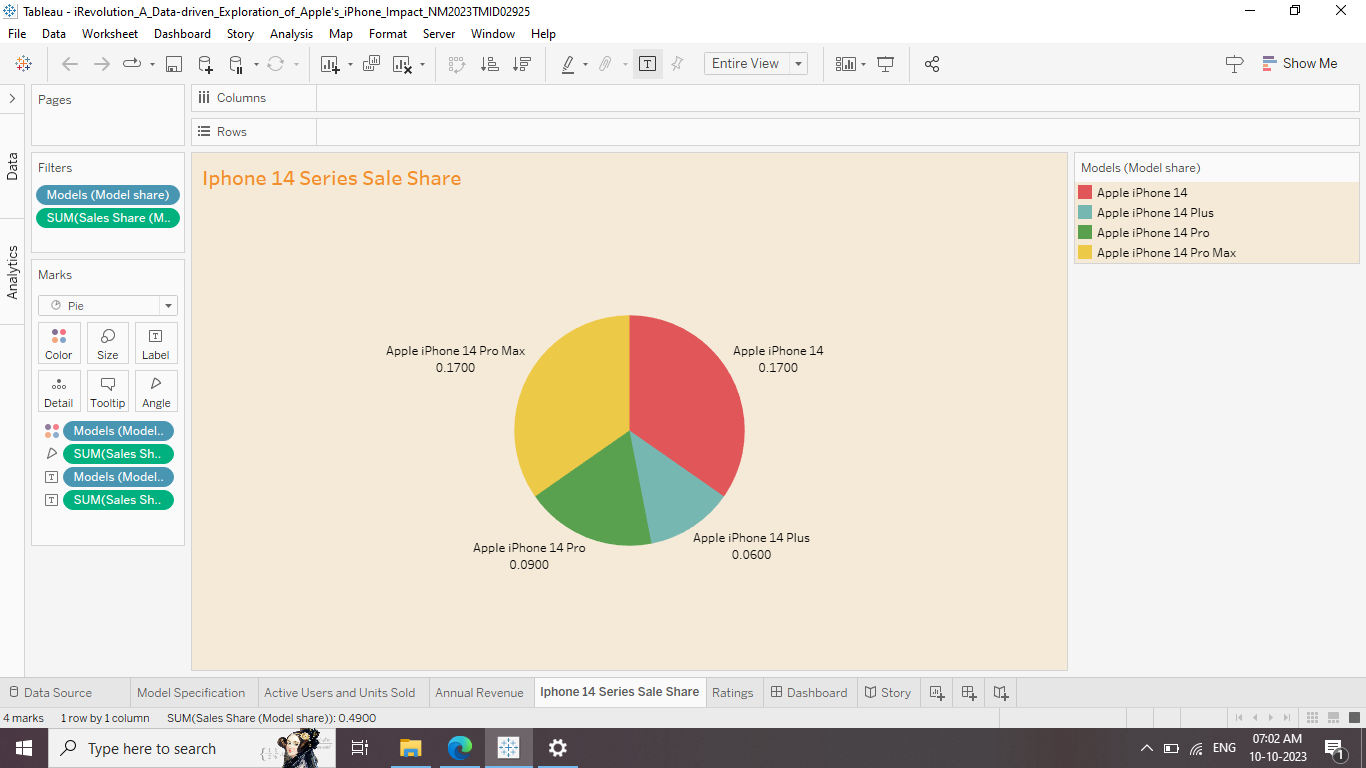 Tableau - iRevolution_A_Data-driven_Exploration_of_Apple's_iPhone_Impact_NM2023TMID02925
File Data Worksheet Dashboard Story Analysis Map Format Server Window Help
Entire View
Show Me
Pages
Columns
Rows
Data
Analytics
Filters
Models (Model share)
SUM(Sales Share (M..
Marks
Pie
Color Size Label
Detail Tooltip Angle
Models (Model..
SUM(Sales Sh..
Models (Model..
SUM(Sales Sh..
Iphone 14 Series Sale Share
Apple iPhone 14 Pro Max
0.1700
Apple iPhone 14
0.1700
Apple iPhone 14 Plus
0.0600
Apple iPhone 14 Pro
0.0900
Models (Model share)
Apple iPhone 14
Apple iPhone 14 Plus
Apple iPhone 14 Pro
Apple iPhone 14 Pro Max
Data Source Model Specification Active Users and Units Sold Annual Revenue Iphone 14 Series Sale Share Ratings Dashboard Story
4 marks 1 row by 1 column SUM(Sales Share (Model share)): 0.4900
Type here to search
ENG
07:02 AM
10-10-2023
1